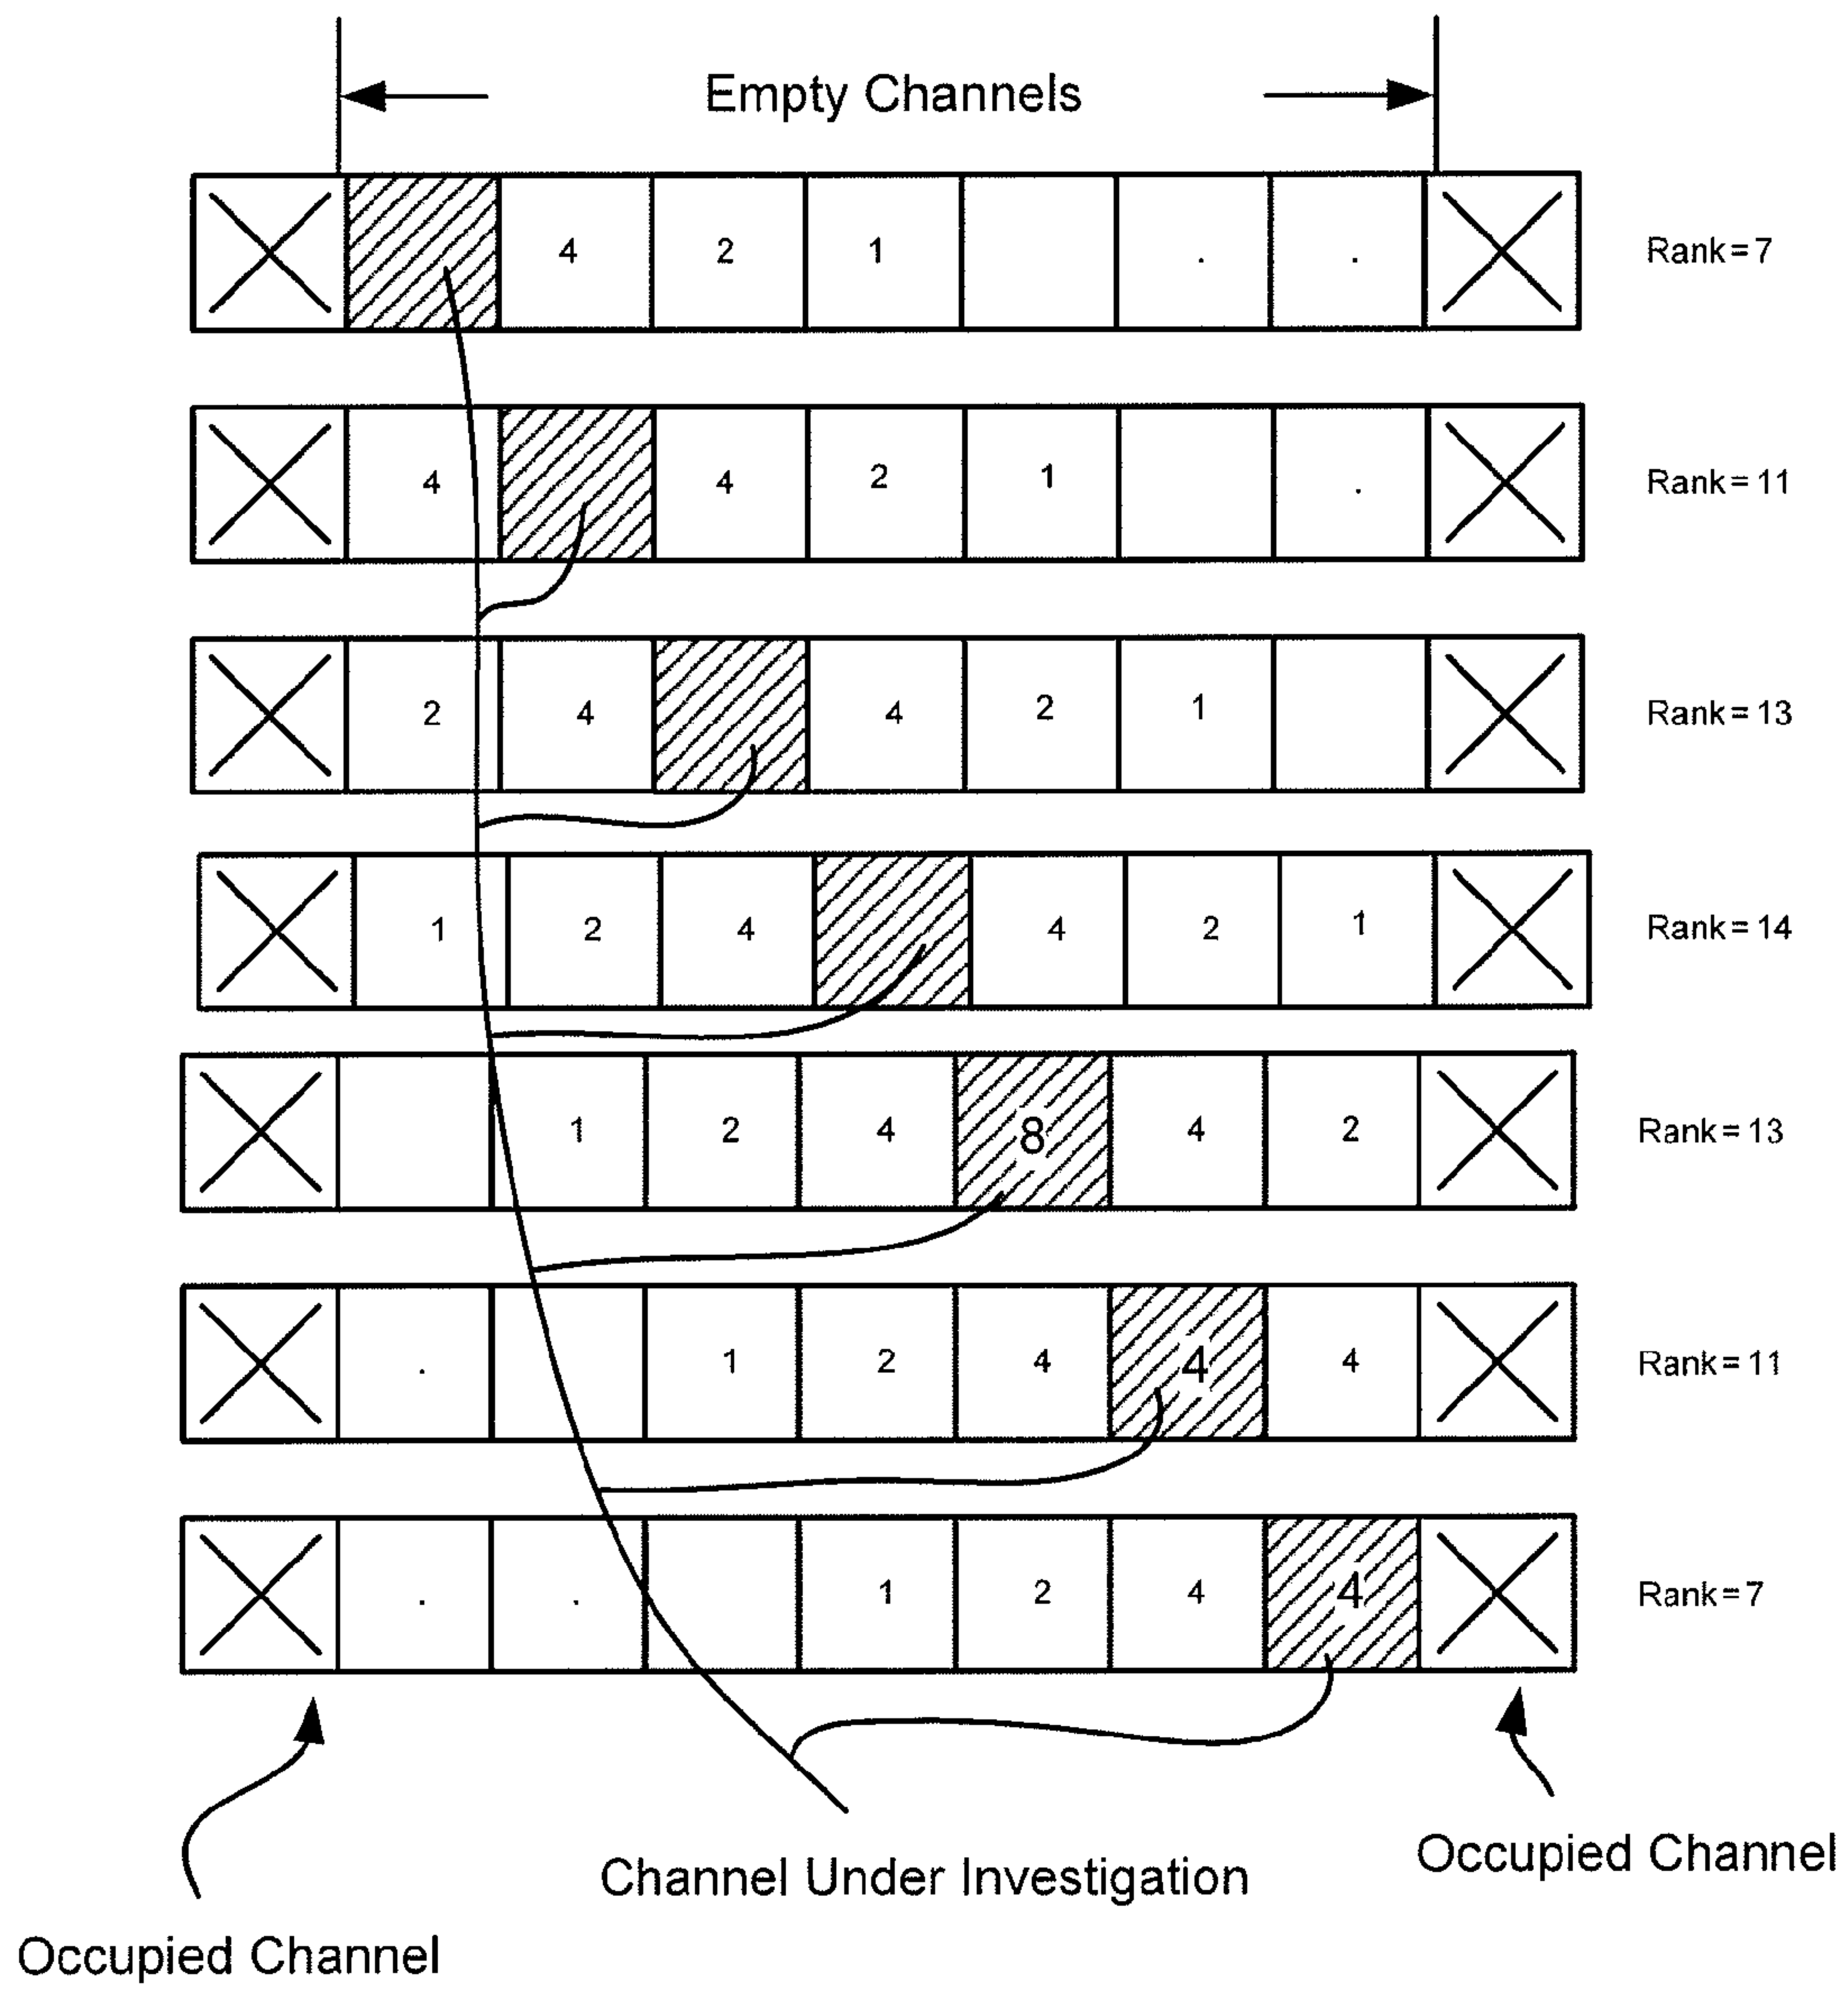 Empty Channels
4 2 1 . . Rank=7
4 4 2 1 . Rank=11
2 4 4 2 1 Rank=13
1 2 4 4 2 1 Rank=14
1 2 4 8 4 2 Rank=13
. 1 2 4 4 4 Rank=11
. . 1 2 4 4 Rank=7
Channel Under Investigation
Occupied Channel
Occupied Channel